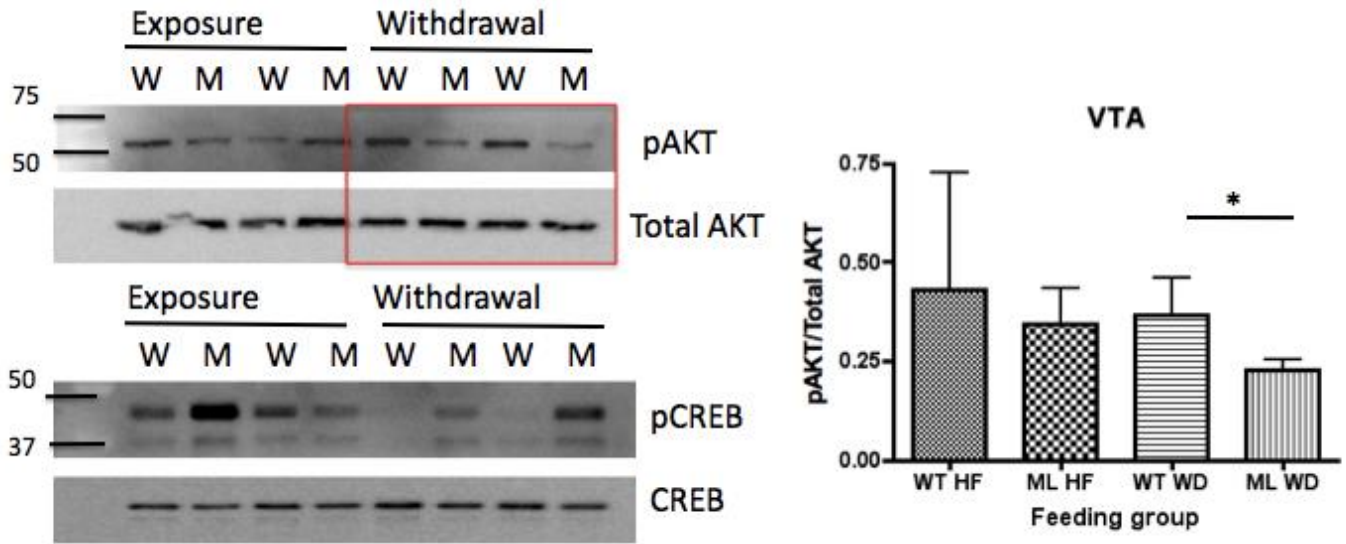 Exposure Withdrawal
W M W M W M W M
75
50
pAKT
Total AKT
Exposure Withdrawal
W M W M W M W M
50
37
pCREB
CREB
VTA
pAKT/Total AKT
0.75
0.50
0.25
0.00
*
WT HF ML HF WT WD ML WD
Feeding group